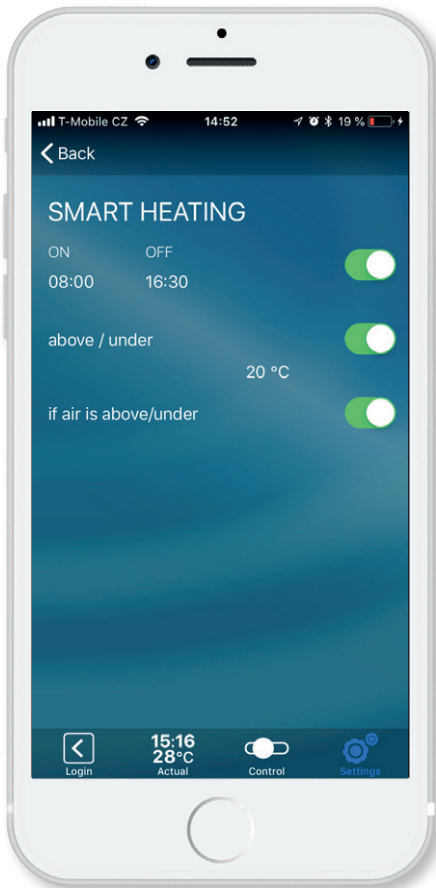 T-Mobile CZ 14:52 19 %
Back
SMART HEATING
ON OFF
08:00 16:30
above / under
20 °C
if air is above/under
15:16
28°C
Login Actual Control Settings